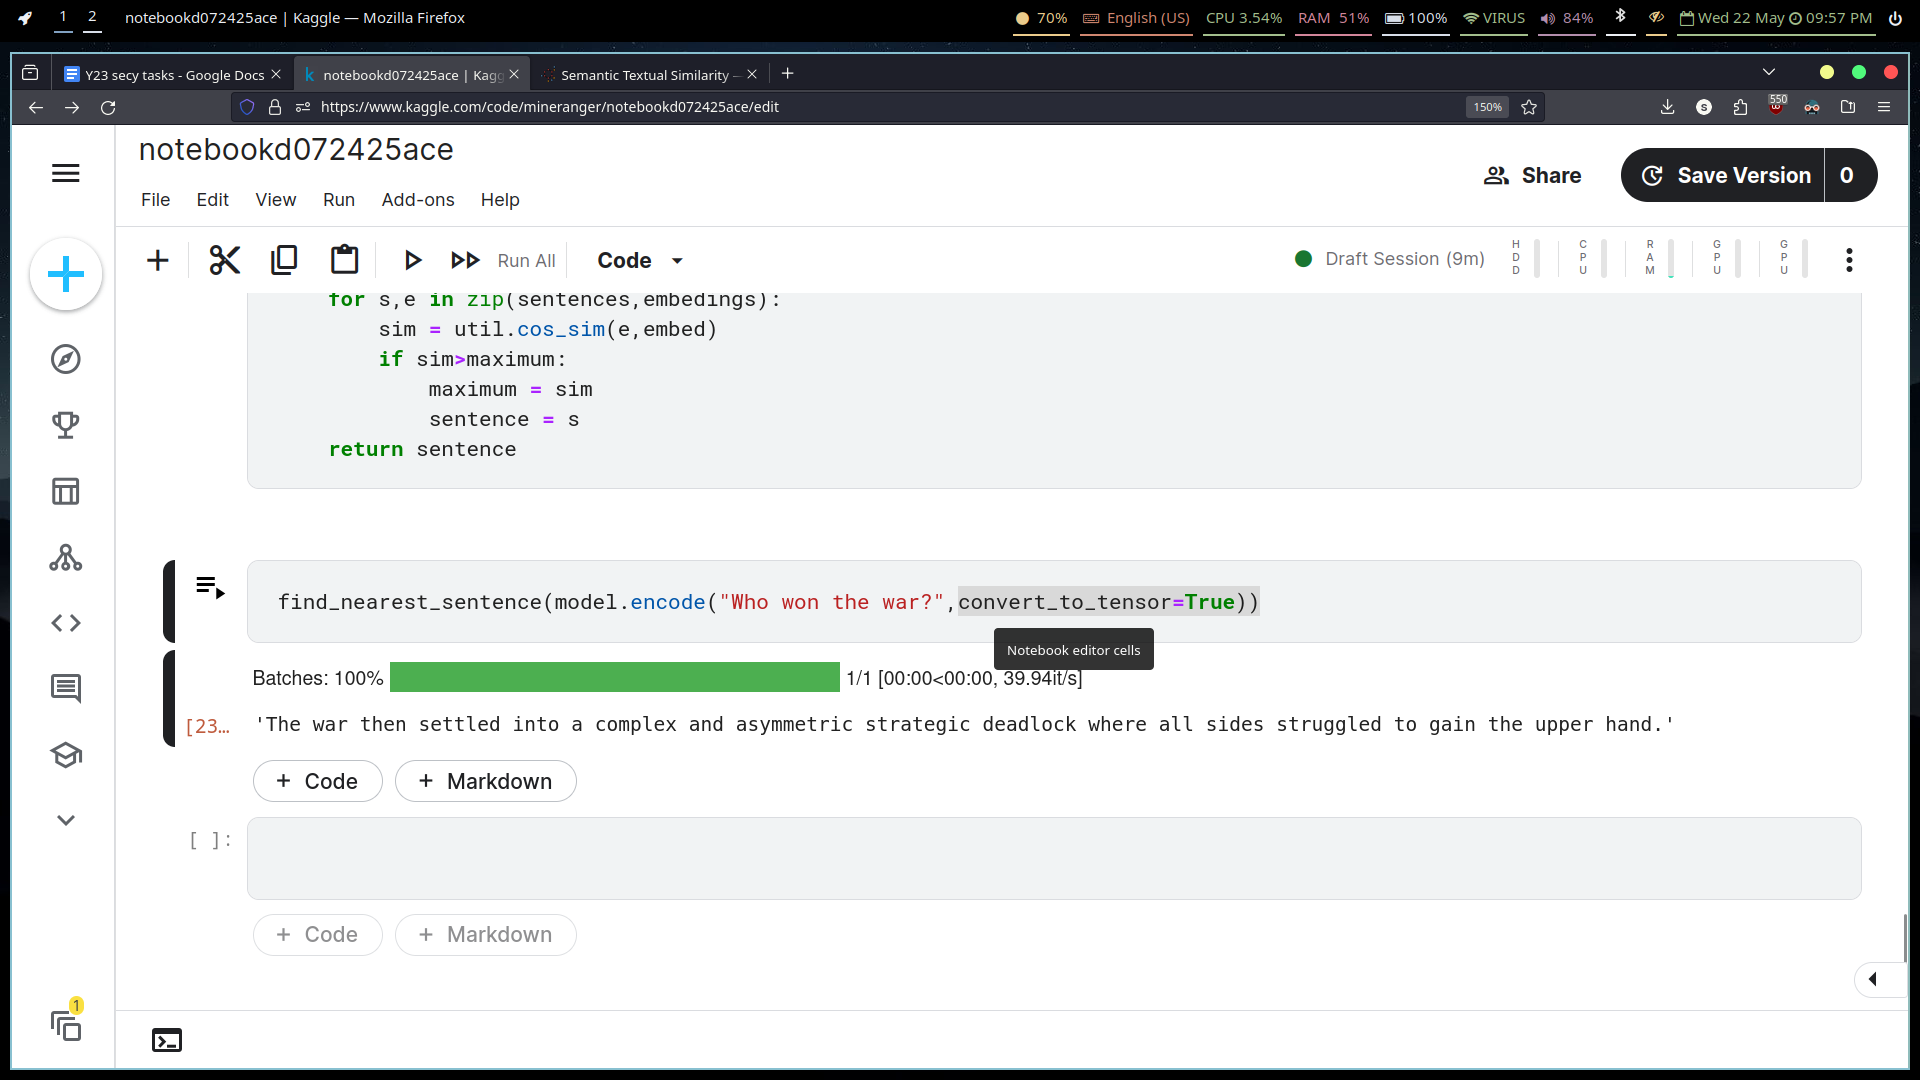 1 2 notebookd072425ace | Kaggle — Mozilla Firefox 70% English (US) CPU 3.54% RAM 51% 100% VIRUS 84% Wed 22 May 09:57 PM
Y23 secy tasks - Google Docs notebookd072425ace | Kagg Semantic Textual Similarity —
https://www.kaggle.com/code/mineranger/notebookd072425ace/edit 150% S 550
notebookd072425ace
File Edit View Run Add-ons Help
Share Save Version 0
Run All Code Draft Session (9m) HDD CPU RAM GPU GPU
for s,e in zip(sentences,embedings):
sim = util.cos_sim(e,embed)
if sim>maximum:
maximum = sim
sentence = s
return sentence
find_nearest_sentence(model.encode("Who won the war?",convert_to_tensor=True))
Notebook editor cells
Batches: 100% 1/1 [00:00<00:00, 39.94it/s]
[23… 'The war then settled into a complex and asymmetric strategic deadlock where all sides struggled to gain the upper hand.'
+ Code + Markdown
[ ]:
+ Code + Markdown
1